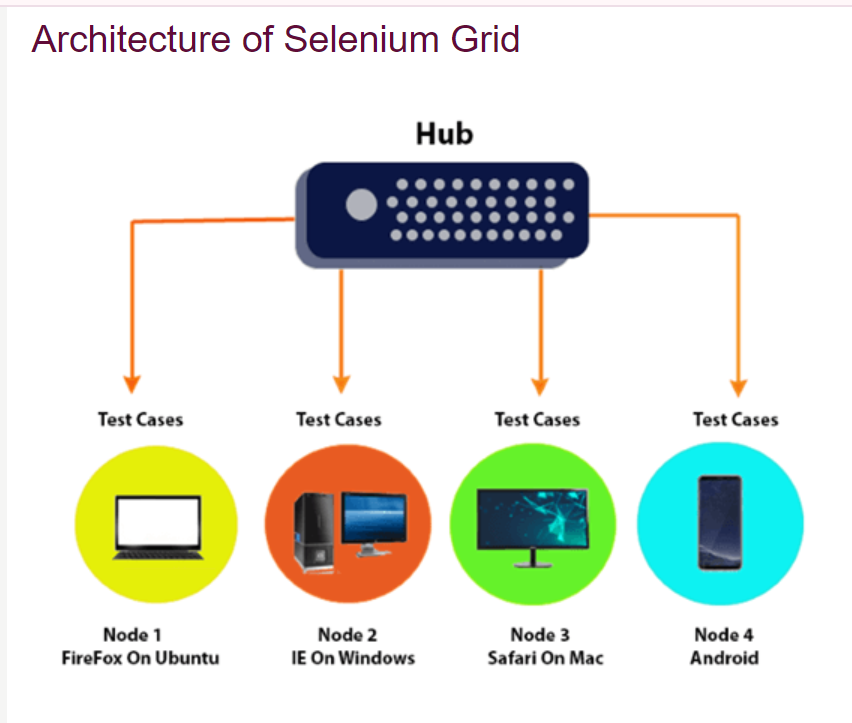 Architecture of Selenium Grid
Hub
Test Cases
Test Cases
Test Cases
Test Cases
Node 1
FireFox On Ubuntu
Node 2
IE On Windows
Node 3
Safari On Mac
Node 4
Android